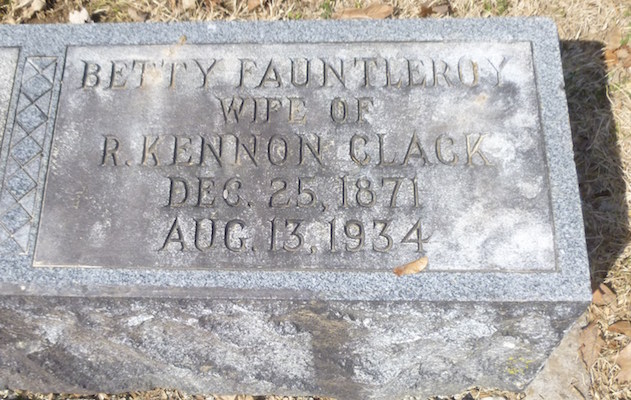 BETTY FAUNTLEROY
WIFE OF
R. KENNON CLACK
DEC. 25, 1871
AUG. 13, 1934